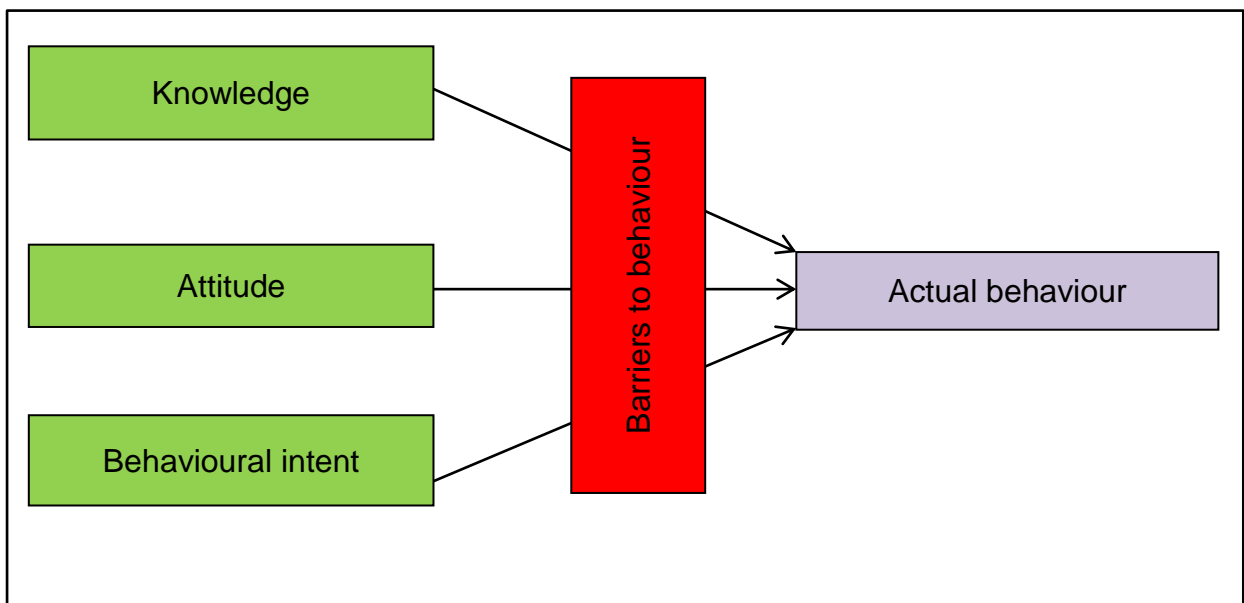 Knowledge
Attitude
Behavioural intent
Barriers to behaviour
Actual behaviour